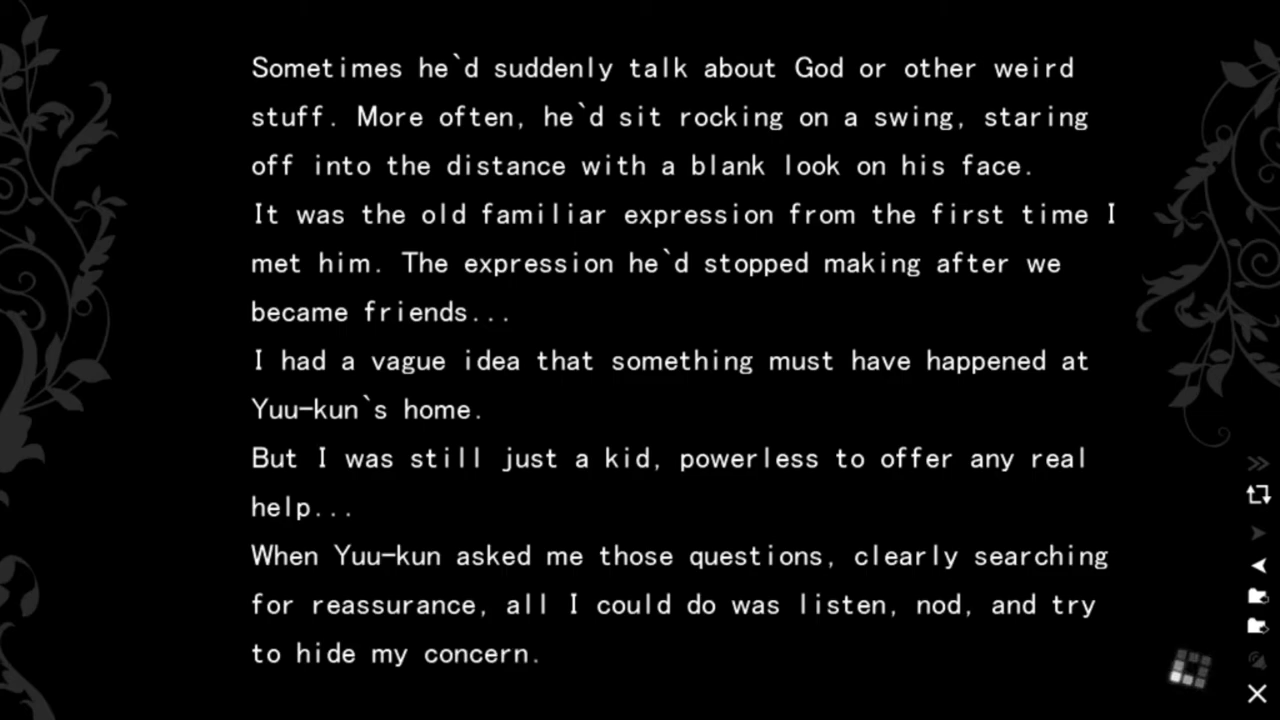 Sometimes he`d suddenly talk about God or other weird
stuff. More often, he`d sit rocking on a swing, staring
off into the distance with a blank look on his face.
It was the old familiar expression from the first time I
met him. The expression he`d stopped making after we
became friends...
I had a vague idea that something must have happened at
Yuu-kun`s home.
But I was still just a kid, powerless to offer any real
help...
When Yuu-kun asked me those questions, clearly searching
for reassurance, all I could do was listen, nod, and try
to hide my concern.